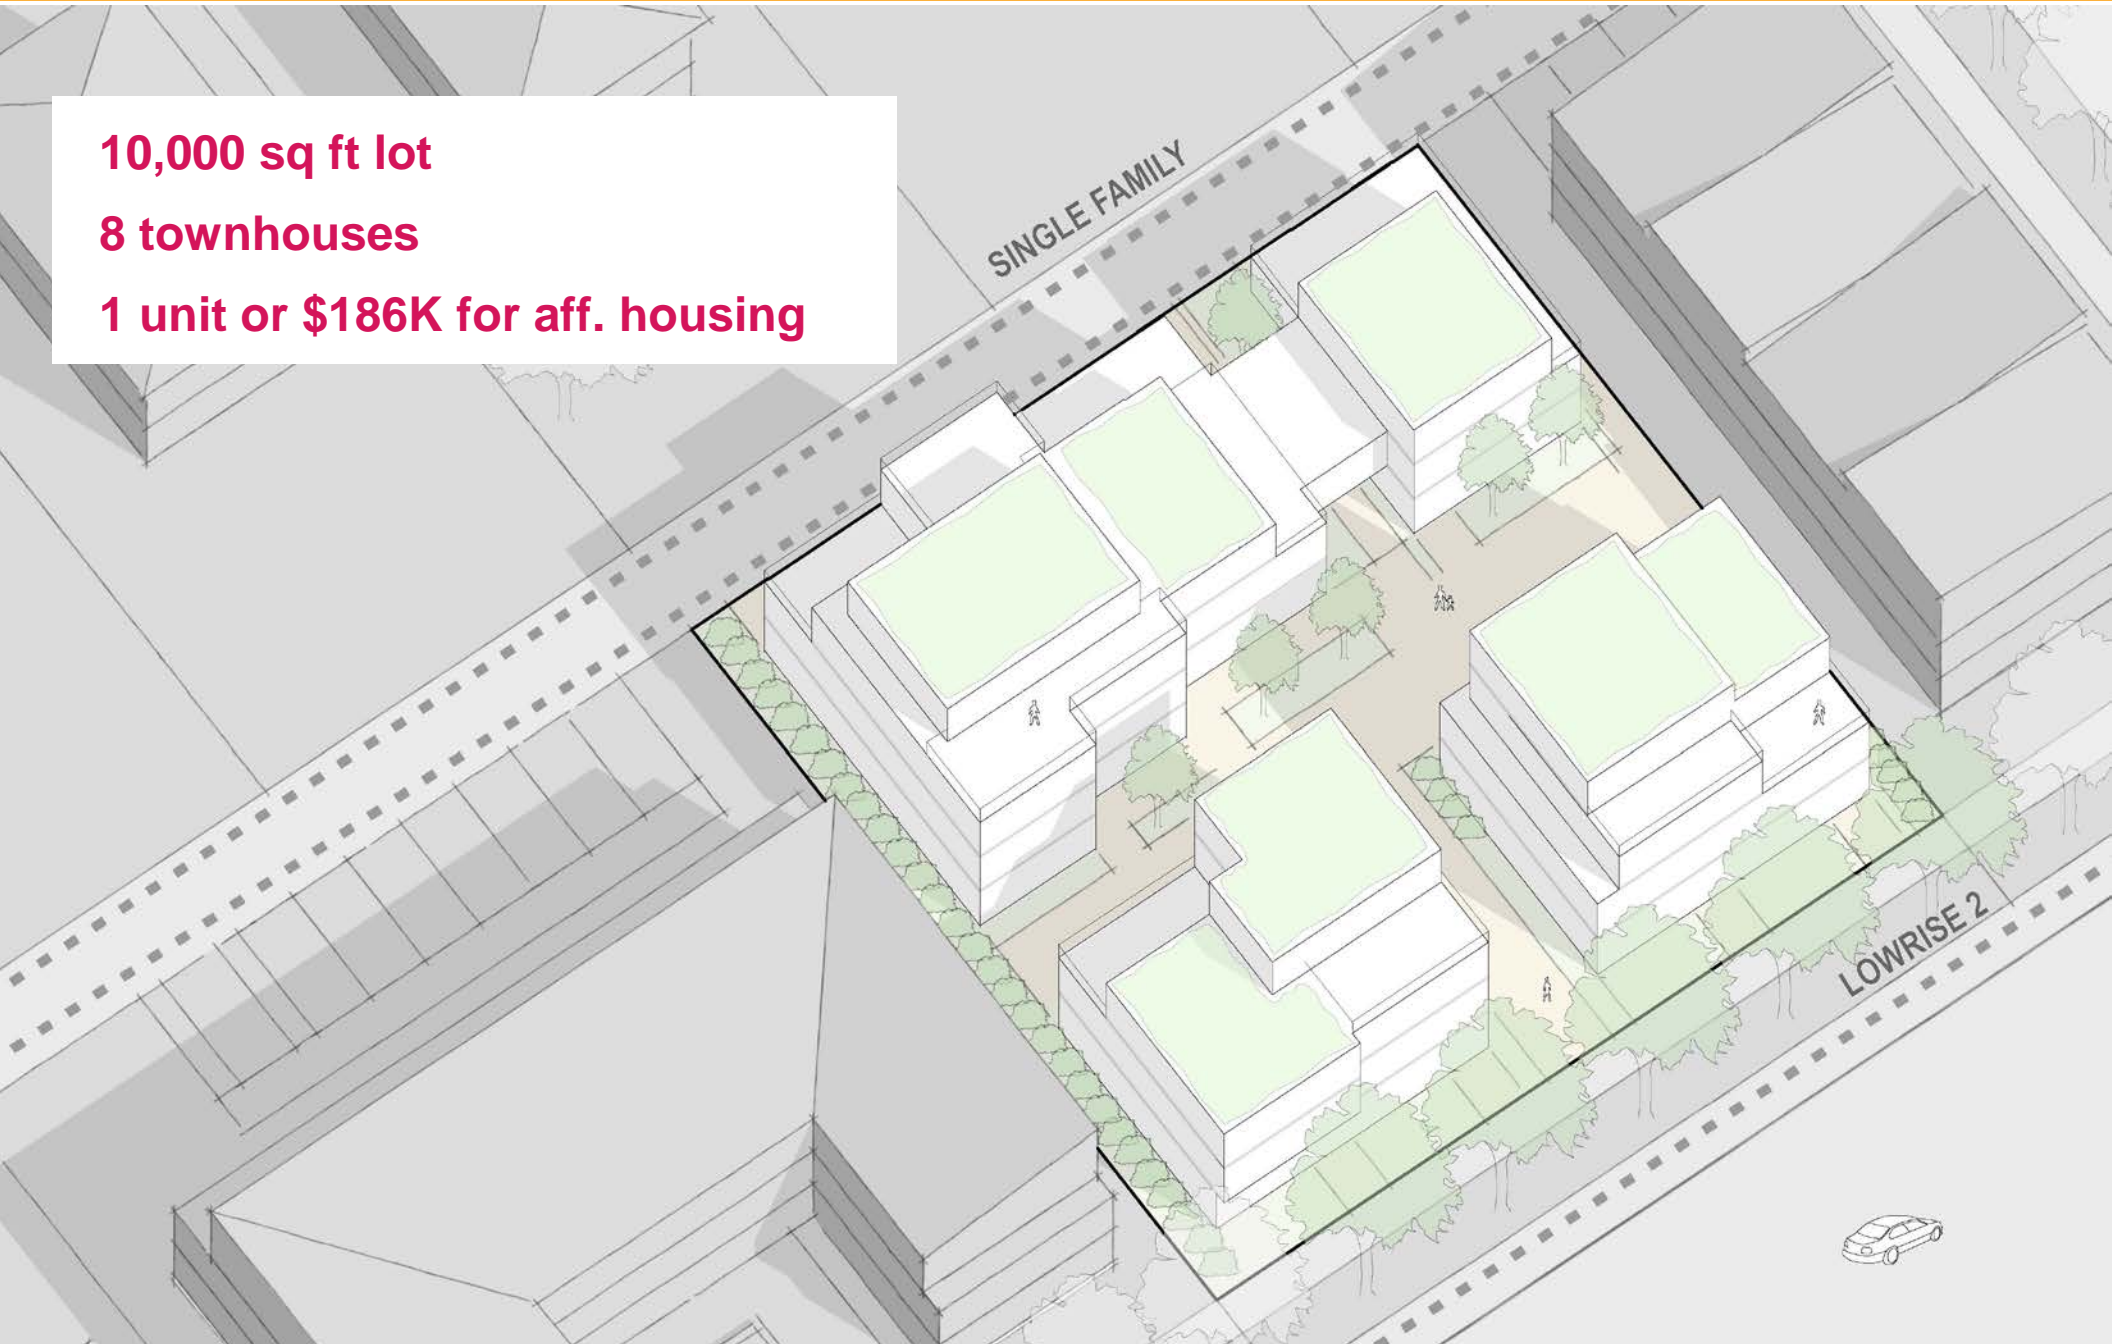 10,000 sq ft lot
8 townhouses
1 unit or $186K for aff. housing
SINGLE FAMILY
LOWRISE 2